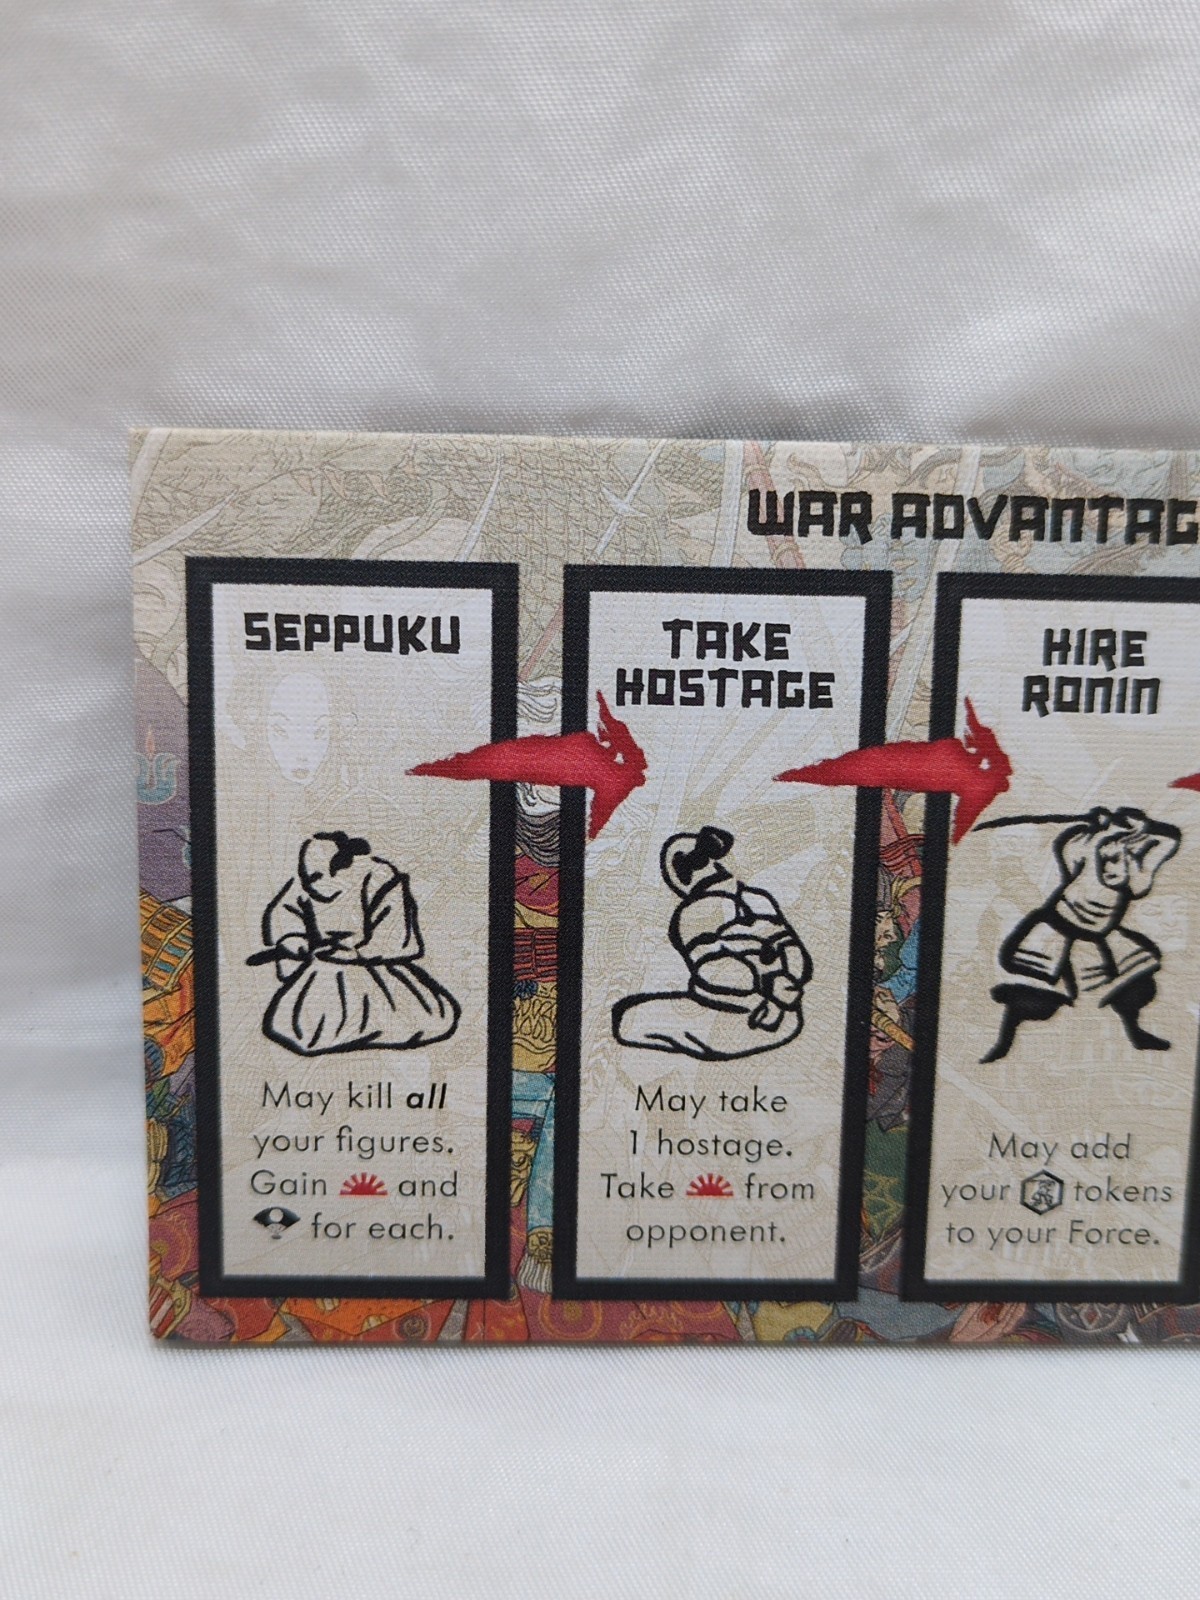 WAR ADVANTAG
SEPPUKU
May kill all
your figures.
Gain and
for each.
TAKE
HOSTAGE
May take
1 hostage.
Take from
opponent.
HIRE
RONIN
May add
your tokens
to your Force.